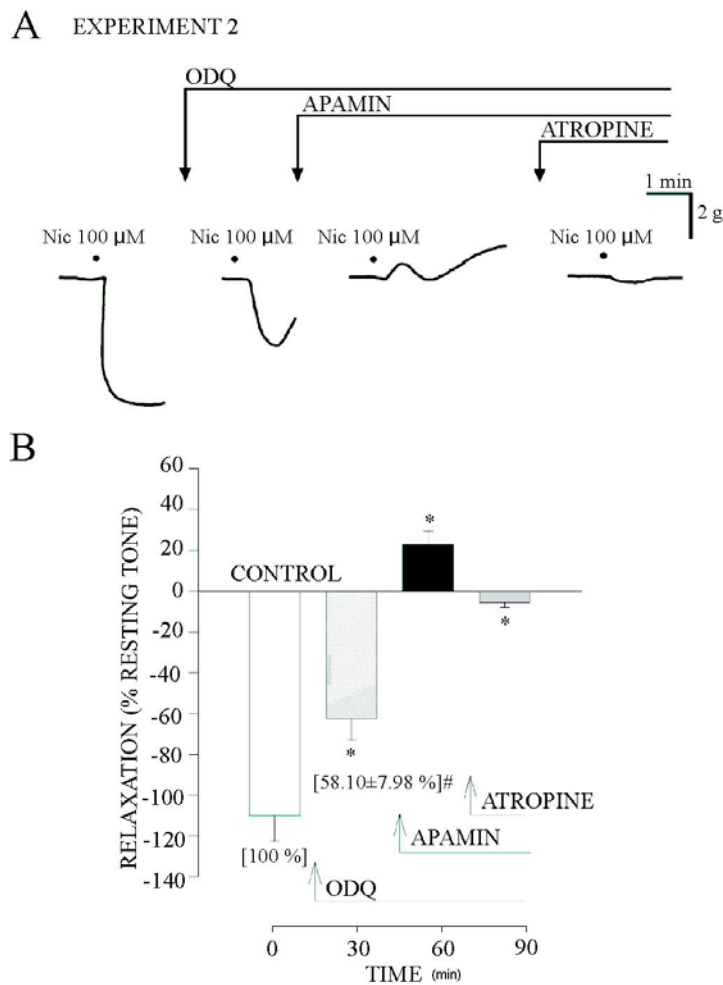 A EXPERIMENT 2
ODQ
APAMIN
ATROPINE
1 min
2 g
Nic 100 µM
Nic 100 µM
Nic 100 µM
Nic 100 µM
B
RELAXATION (% RESTING TONE)
60
40
20
0
-20
-40
-60
-80
-100
-120
-140
CONTROL
*
*
*
[58.10±7.98 %]#
[100 %]
ATROPINE
APAMIN
ODQ
0 30 60 90
TIME (min)